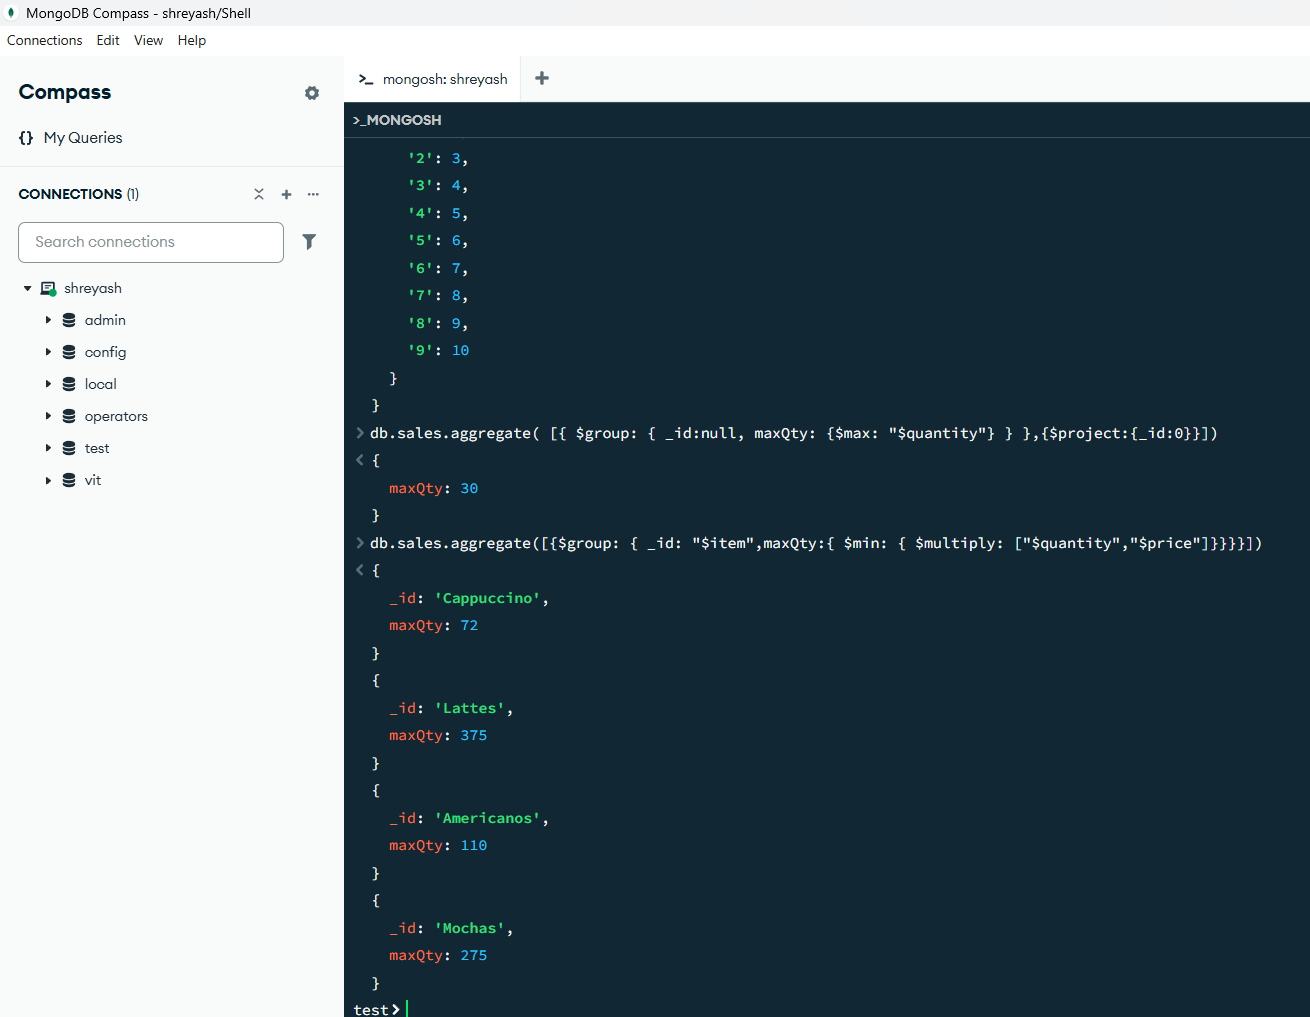 MongoDB Compass - shreyash/Shell
Connections Edit View Help
Compass
{} My Queries
CONNECTIONS (1)
Search connections
shreyash
admin
config
local
operators
test
vit
>_ mongosh: shreyash +
>_MONGOSH
'2': 3,
'3': 4,
'4': 5,
'5': 6,
'6': 7,
'7': 8,
'8': 9,
'9': 10
}
}
> db.sales.aggregate( [{ $group: { _id:null, maxQty: {$max: "$quantity"} } },{$project:{_id:0}}])
< {
maxQty: 30
}
> db.sales.aggregate([{$group: { _id: "$item",maxQty:{ $min: { $multiply: ["$quantity","$price"]}}}}])
< {
_id: 'Cappuccino',
maxQty: 72
}
{
_id: 'Lattes',
maxQty: 375
}
{
_id: 'Americanos',
maxQty: 110
}
{
_id: 'Mochas',
maxQty: 275
}
test>